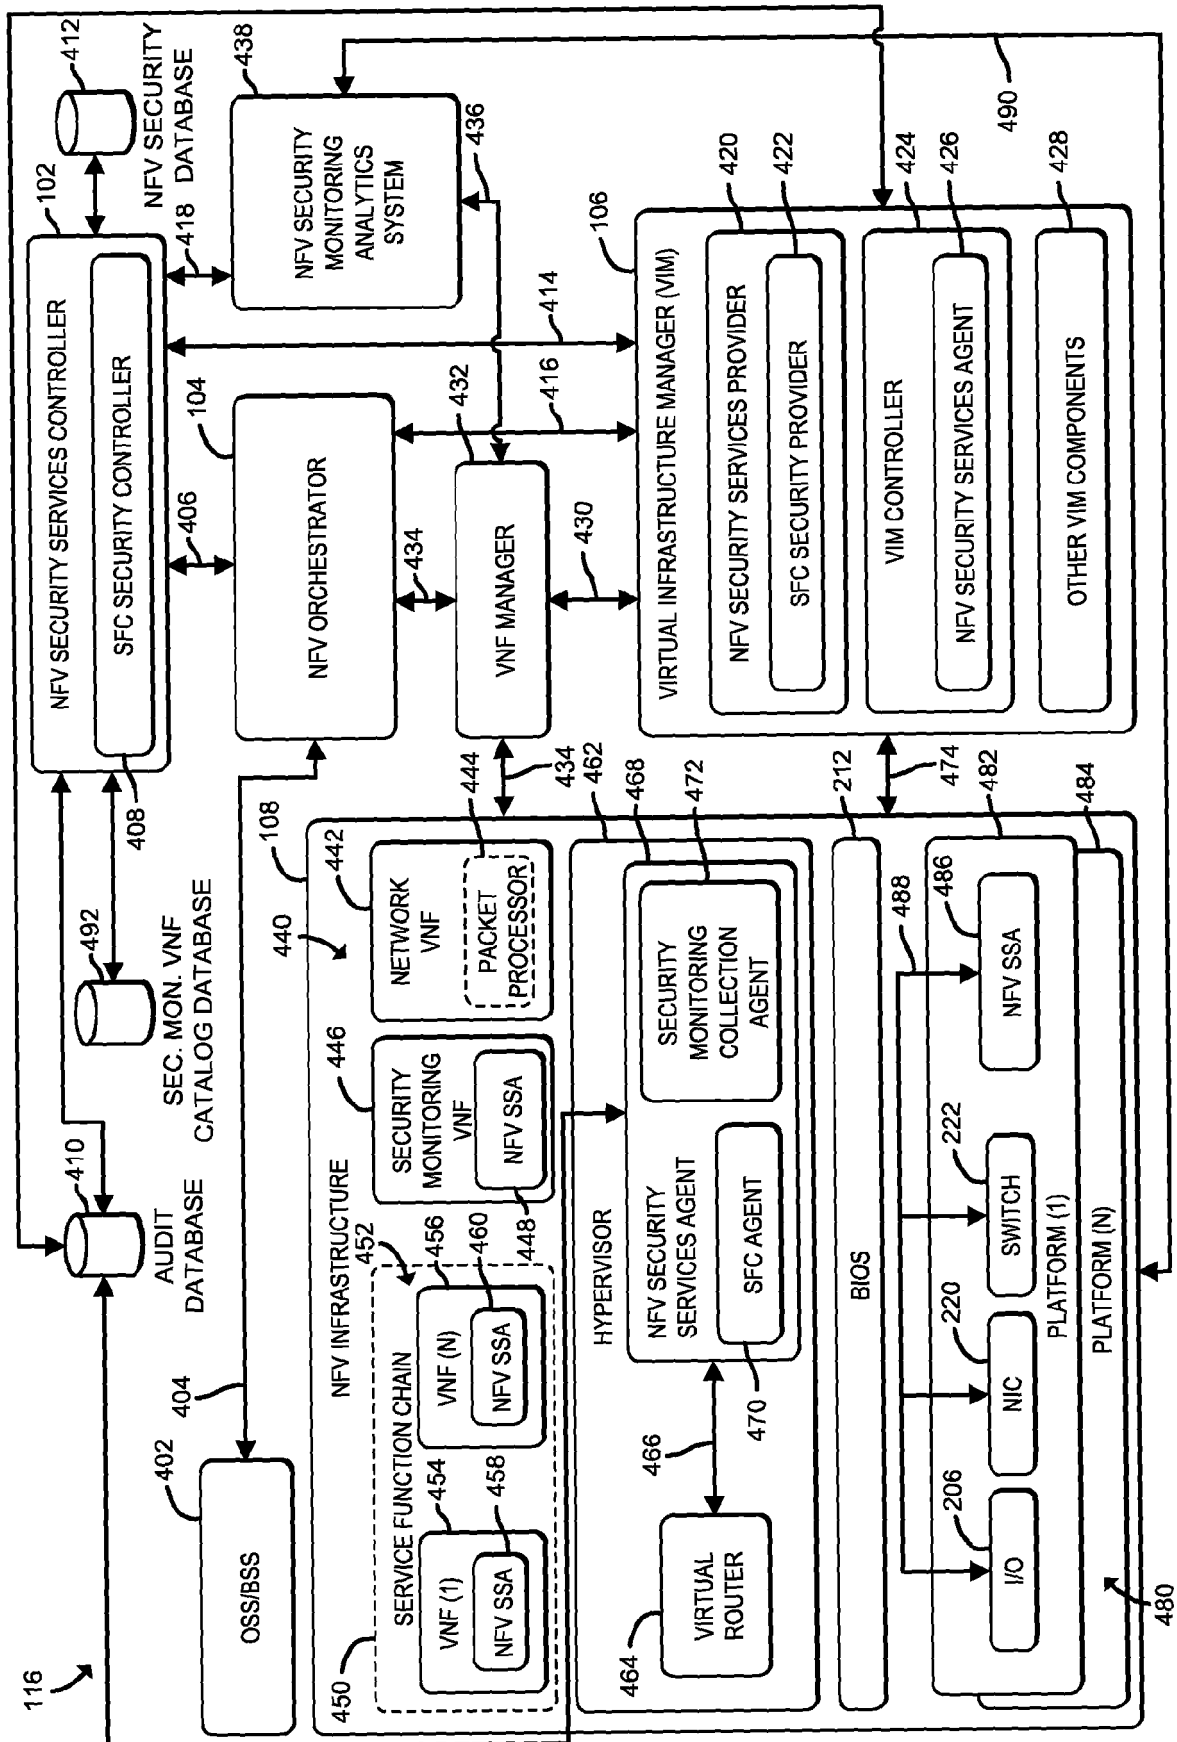 116
402
OSS/BSS
404
410
AUDIT
DATABASE
492
SEC. MON. VNF
CATALOG DATABASE
NFV SECURITY SERVICES CONTROLLER
SFC SECURITY CONTROLLER
408
102
412
NFV SECURITY
DATABASE
418
406
104
NFV ORCHESTRATOR
438
NFV SECURITY
MONITORING
ANALYTICS
SYSTEM
436
414
416
432
VNF MANAGER
434
430
434
106
VIRTUAL INFRASTRUCTURE MANAGER (VIM)
NFV SECURITY SERVICES PROVIDER
420
SFC SECURITY PROVIDER
422
VIM CONTROLLER
424
NFV SECURITY SERVICES AGENT
426
OTHER VIM COMPONENTS
428
490
474
108
440
NFV INFRASTRUCTURE
450
SERVICE FUNCTION CHAIN
452
454
VNF (1)
458
NFV SSA
456
VNF (N)
460
NFV SSA
446
SECURITY
MONITORING
VNF
NFV SSA
448
442
NETWORK
VNF
444
PACKET
PROCESSOR
462
HYPERVISOR
464
VIRTUAL
ROUTER
466
468
NFV SECURITY
SERVICES AGENT
SFC AGENT
470
472
SECURITY
MONITORING
COLLECTION
AGENT
212
BIOS
482
484
206
I/O
220
NIC
222
SWITCH
488
486
NFV SSA
PLATFORM (1)
PLATFORM (N)
480